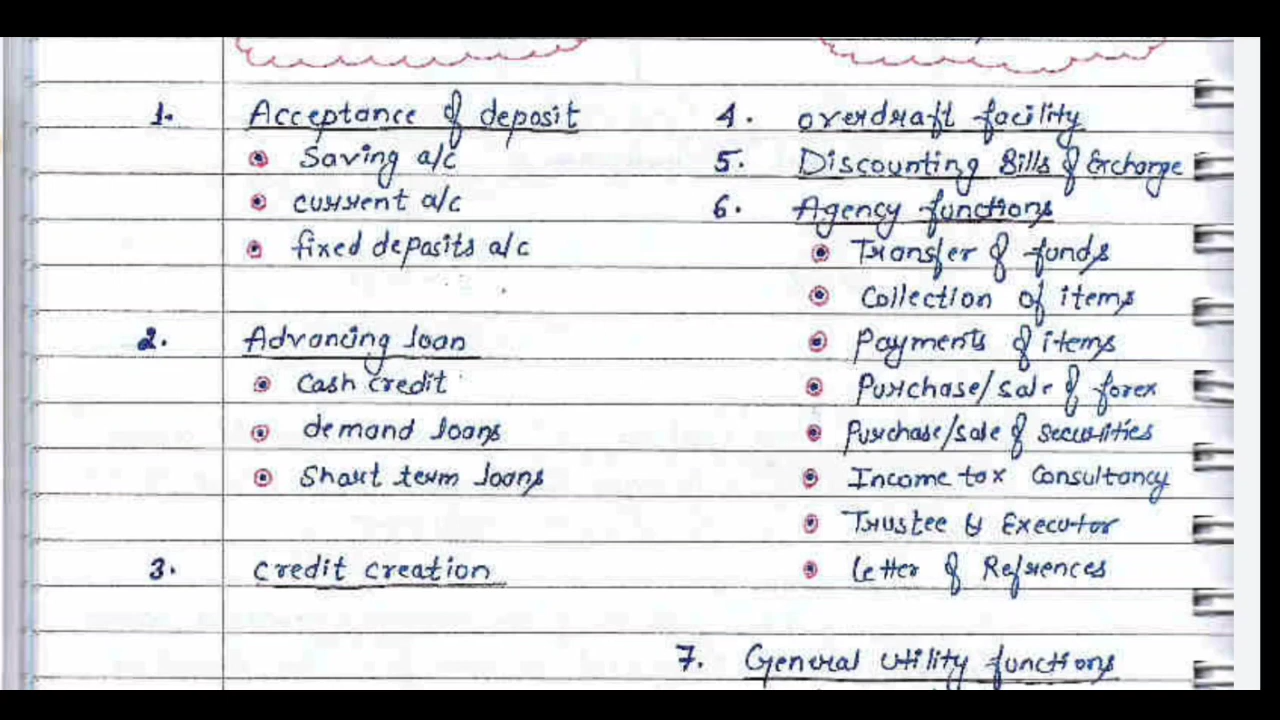 1. Acceptance of deposit
Saving a/c
current a/c
fixed deposits a/c
2. Advancing loan
Cash credit
demand loans
Short term loans
3. credit creation
4. overdraft facility
5. Discounting Bills of Exchange
6. Agency functions
Transfer of funds
Collection of items
Payments of items
Purchase/sale of forex
Purchase/sale of securities
Income tax Consultancy
Trustee & Executor
Letter of Refrences
7. General utility functions